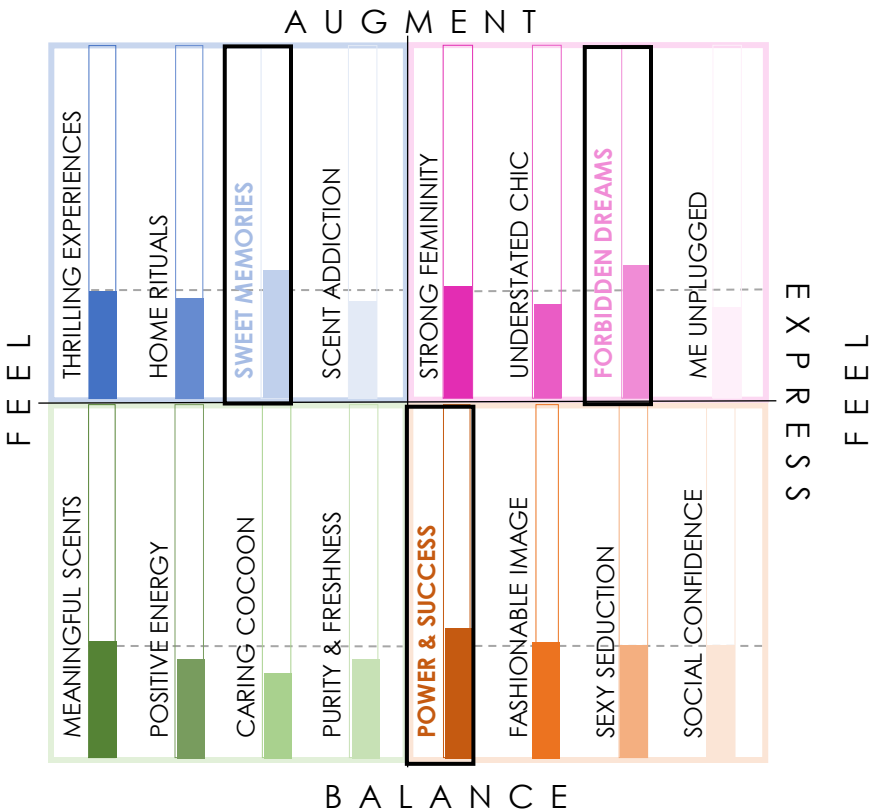 AUGMENT
THRILLING EXPERIENCES
HOME RITUALS
SWEET MEMORIES
SCENT ADDICTION
STRONG FEMININITY
UNDERSTATED CHIC
FORBIDDEN DREAMS
ME UNPLUGGED
FEEL
EXPRESS
FEEL
MEANINGFUL SCENTS
POSITIVE ENERGY
CARING COCOON
PURITY & FRESHNESS
POWER & SUCCESS
FASHIONABLE IMAGE
SEXY SEDUCTION
SOCIAL CONFIDENCE
BALANCE